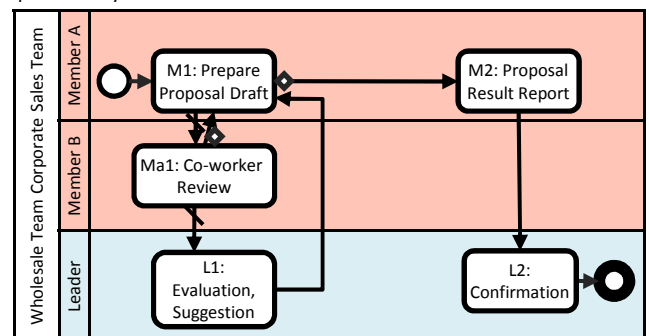 Wholesale Team Corporate Sales Team
Member A
M1: Prepare
Proposal Draft
M2: Proposal
Result Report
Member B
Ma1: Co-worker
Review
Leader
L1:
Evaluation,
Suggestion
L2:
Confirmation